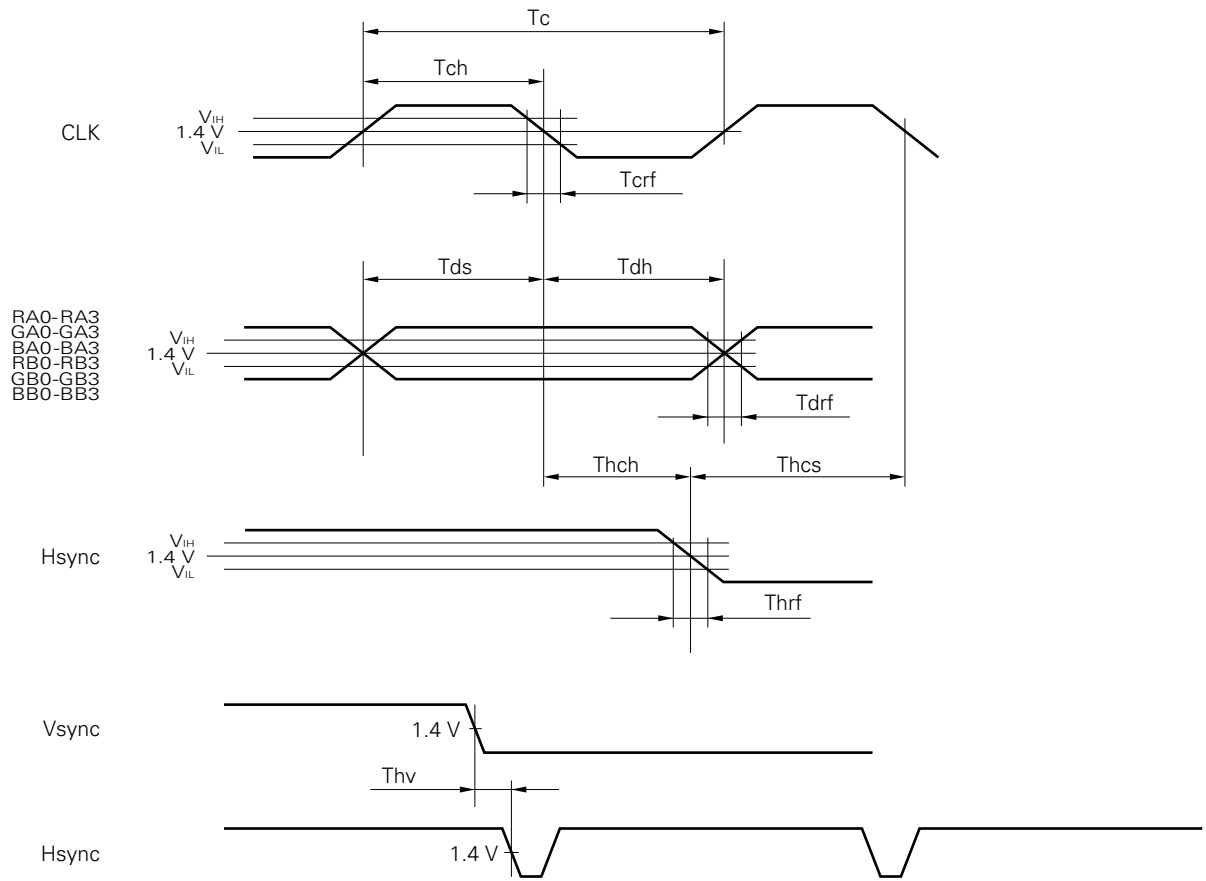 Tc
Tch
CLK
VIH
1.4 V
VIL
Tcrf
Tds
Tdh
RA0-RA3
GA0-GA3
BA0-BA3
RB0-RB3
GB0-GB3
BB0-BB3
VIH
1.4 V
VIL
Tdrf
Thch
Thcs
Hsync
VIH
1.4 V
VIL
Thrf
Vsync
1.4 V
Thv
Hsync
1.4 V